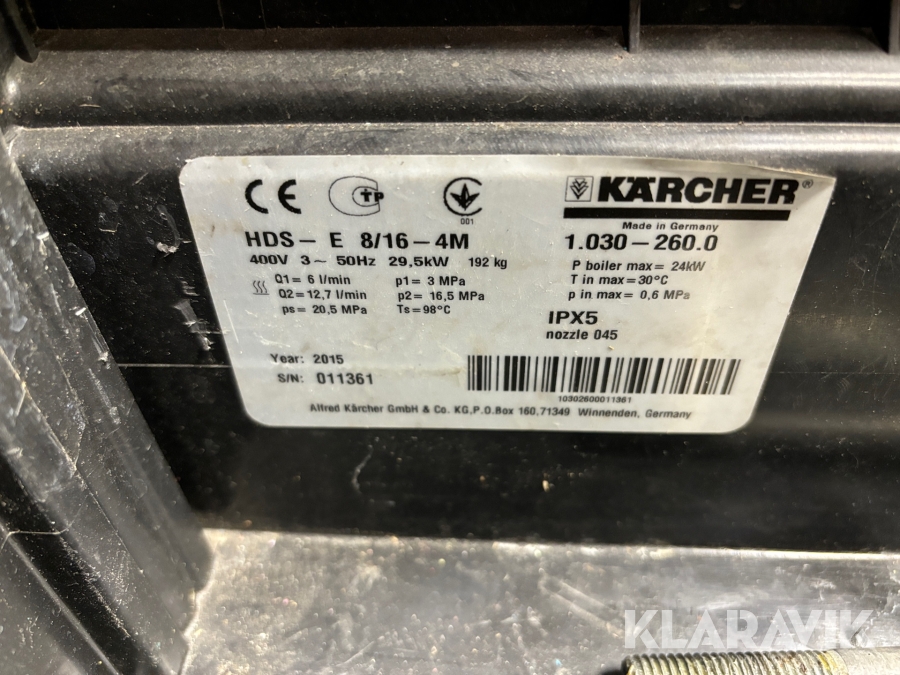 CE
C TP
001
KÄRCHER®
Made in Germany
HDS-E 8/16-4M
1.030-260.0
400V 3~ 50Hz 29,5kW 192 kg
Q1= 6 l/min p1= 3 MPa
Q2=12,7 l/min p2= 16,5 MPa
ps= 20,5 MPa Ts=98°C
P boiler max= 24kW
T in max=30°C
p in max= 0,6 MPa
IPX5
nozzle 045
Year: 2015
S/N: 011361
10302600011361
Alfred Kärcher GmbH & Co. KG,P.O.Box 160,71349 Winnenden, Germany
KLARAVIK